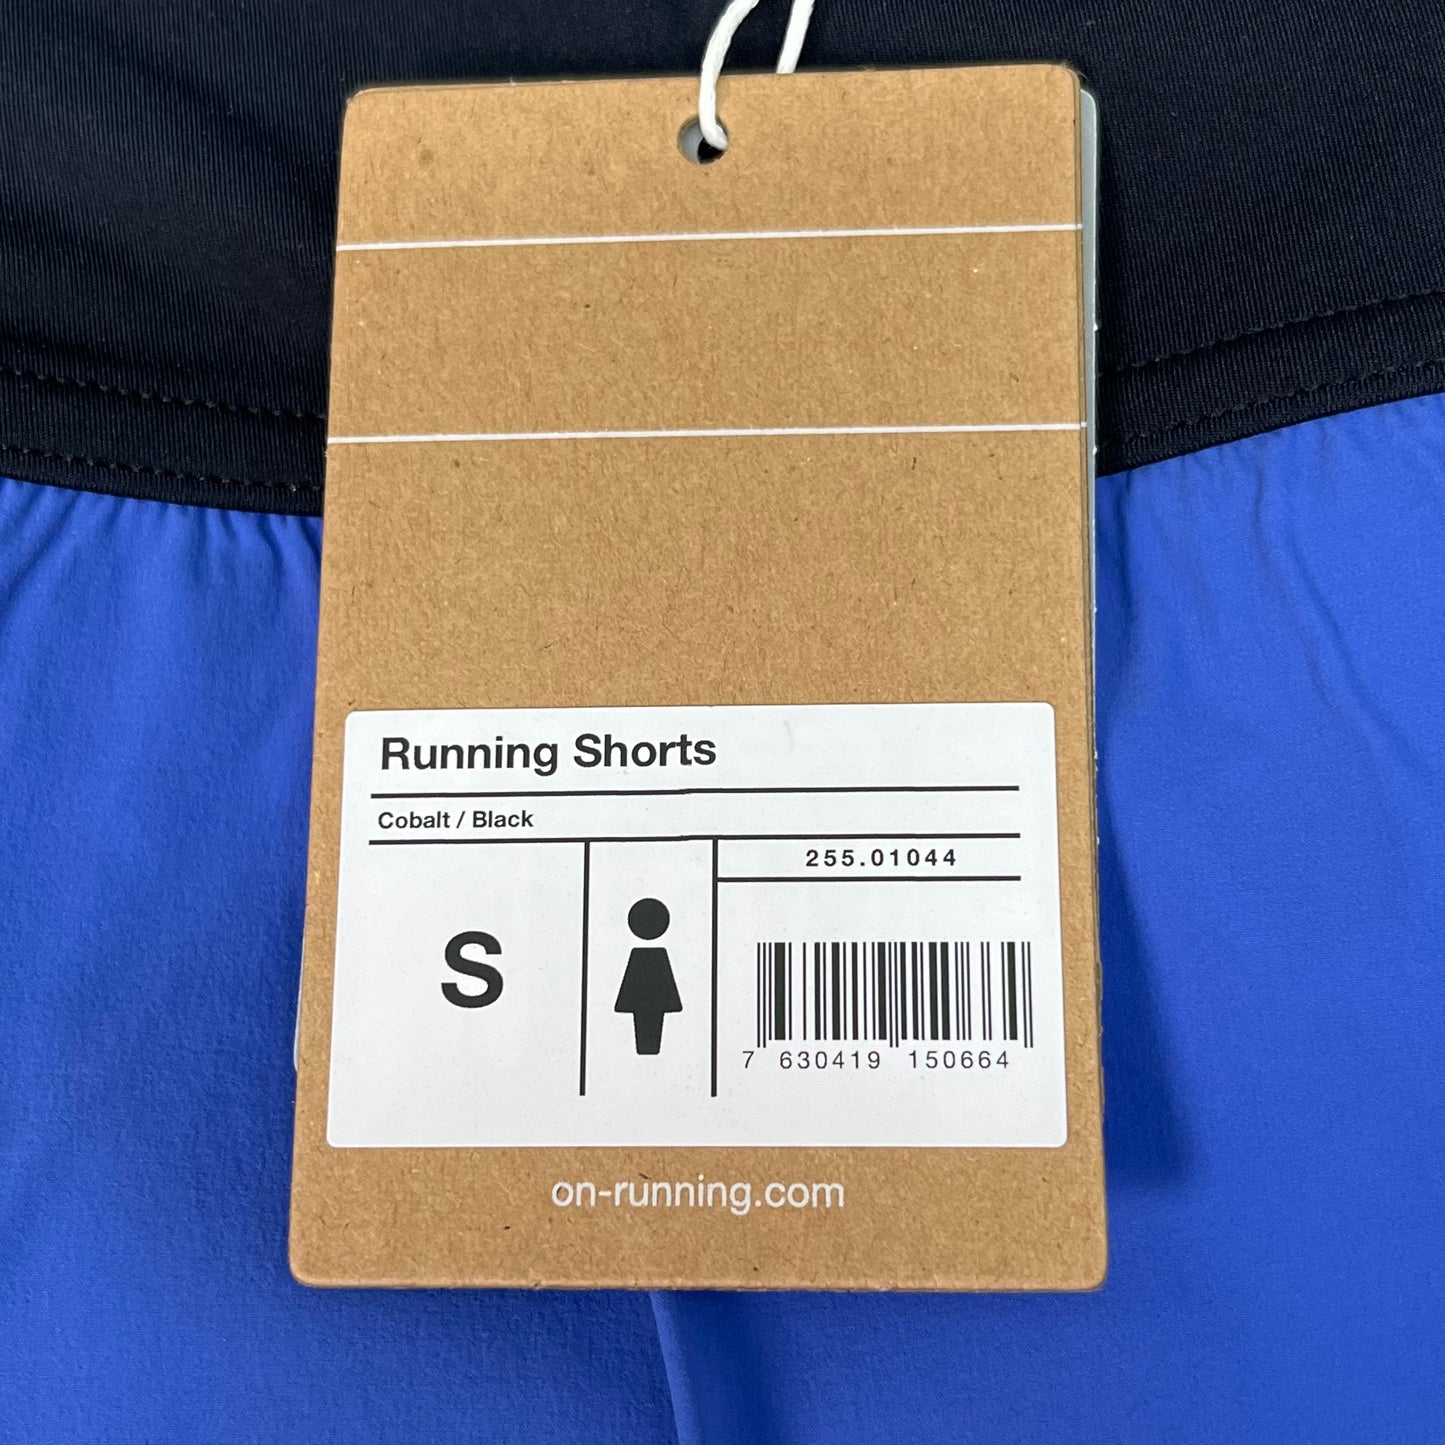 Running Shorts
Cobalt / Black
255.01044
S
7 630419 150664
on-running.com